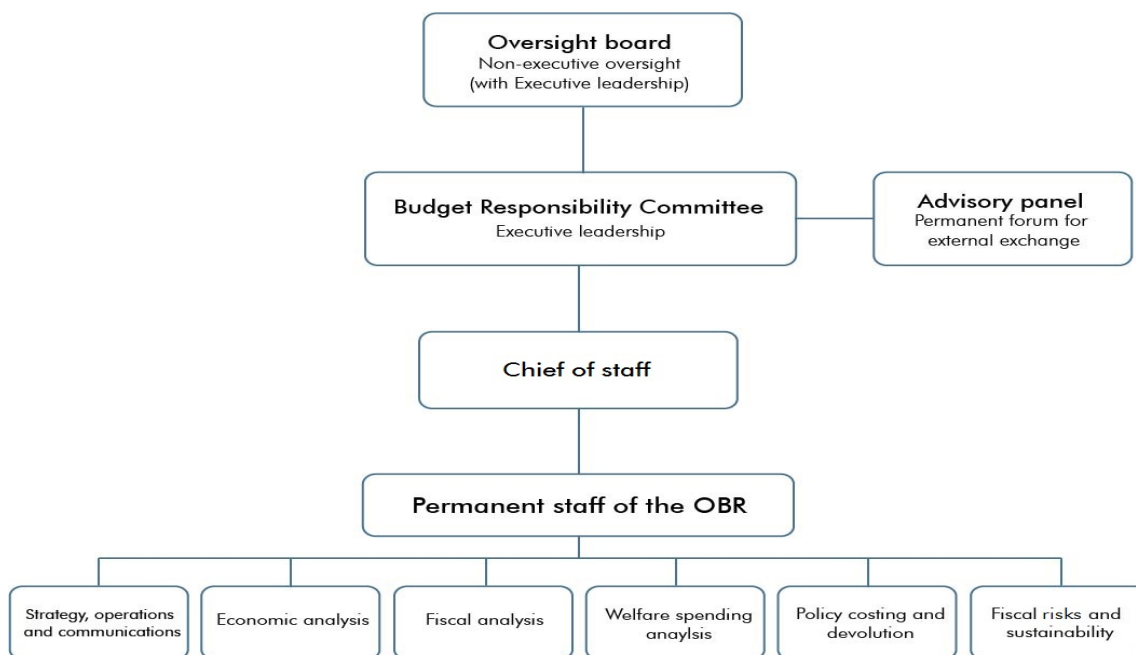 Oversight board
Non-executive oversight
(with Executive leadership)
Budget Responsibility Committee
Executive leadership
Advisory panel
Permanent forum for
external exchange
Chief of staff
Permanent staff of the OBR
Strategy, operations
and communications
Economic analysis
Fiscal analysis
Welfare spending
anaylsis
Policy costing and
devolution
Fiscal risks and
sustainability